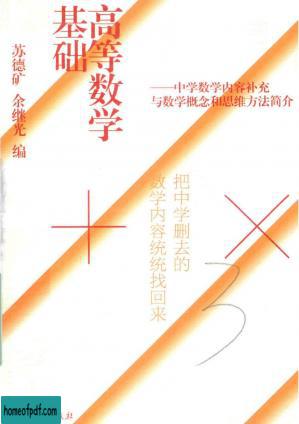 高等数学
基础
苏德矿 余继光 编
——中学数学内容补充
与数学概念和思维方法简介
把中学删去的
数学内容统统找回来
homeofpdf.com